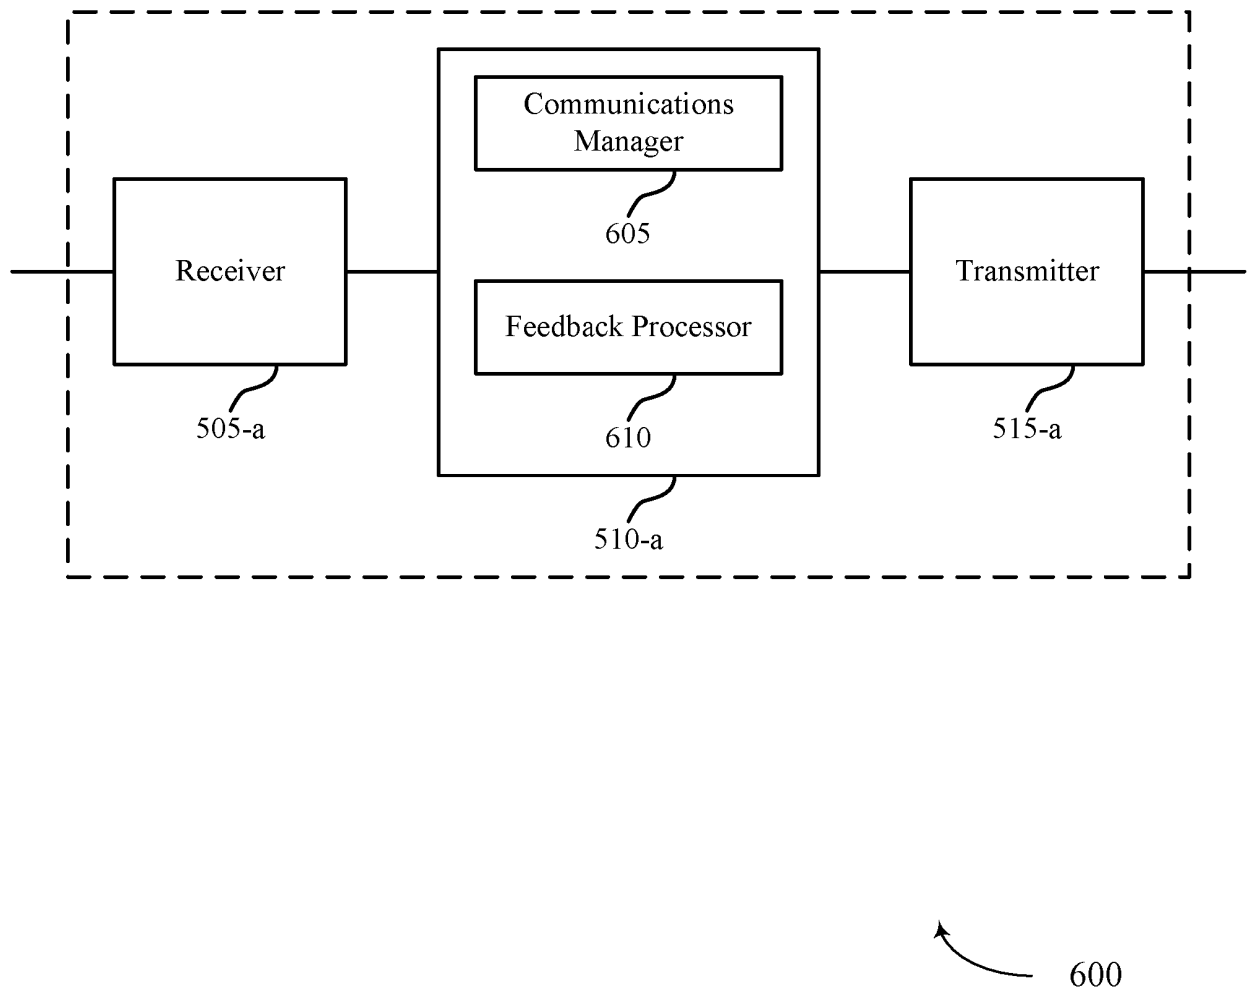 Communications
Manager
605
Receiver
505-a
Feedback Processor
610
510-a
Transmitter
515-a
600